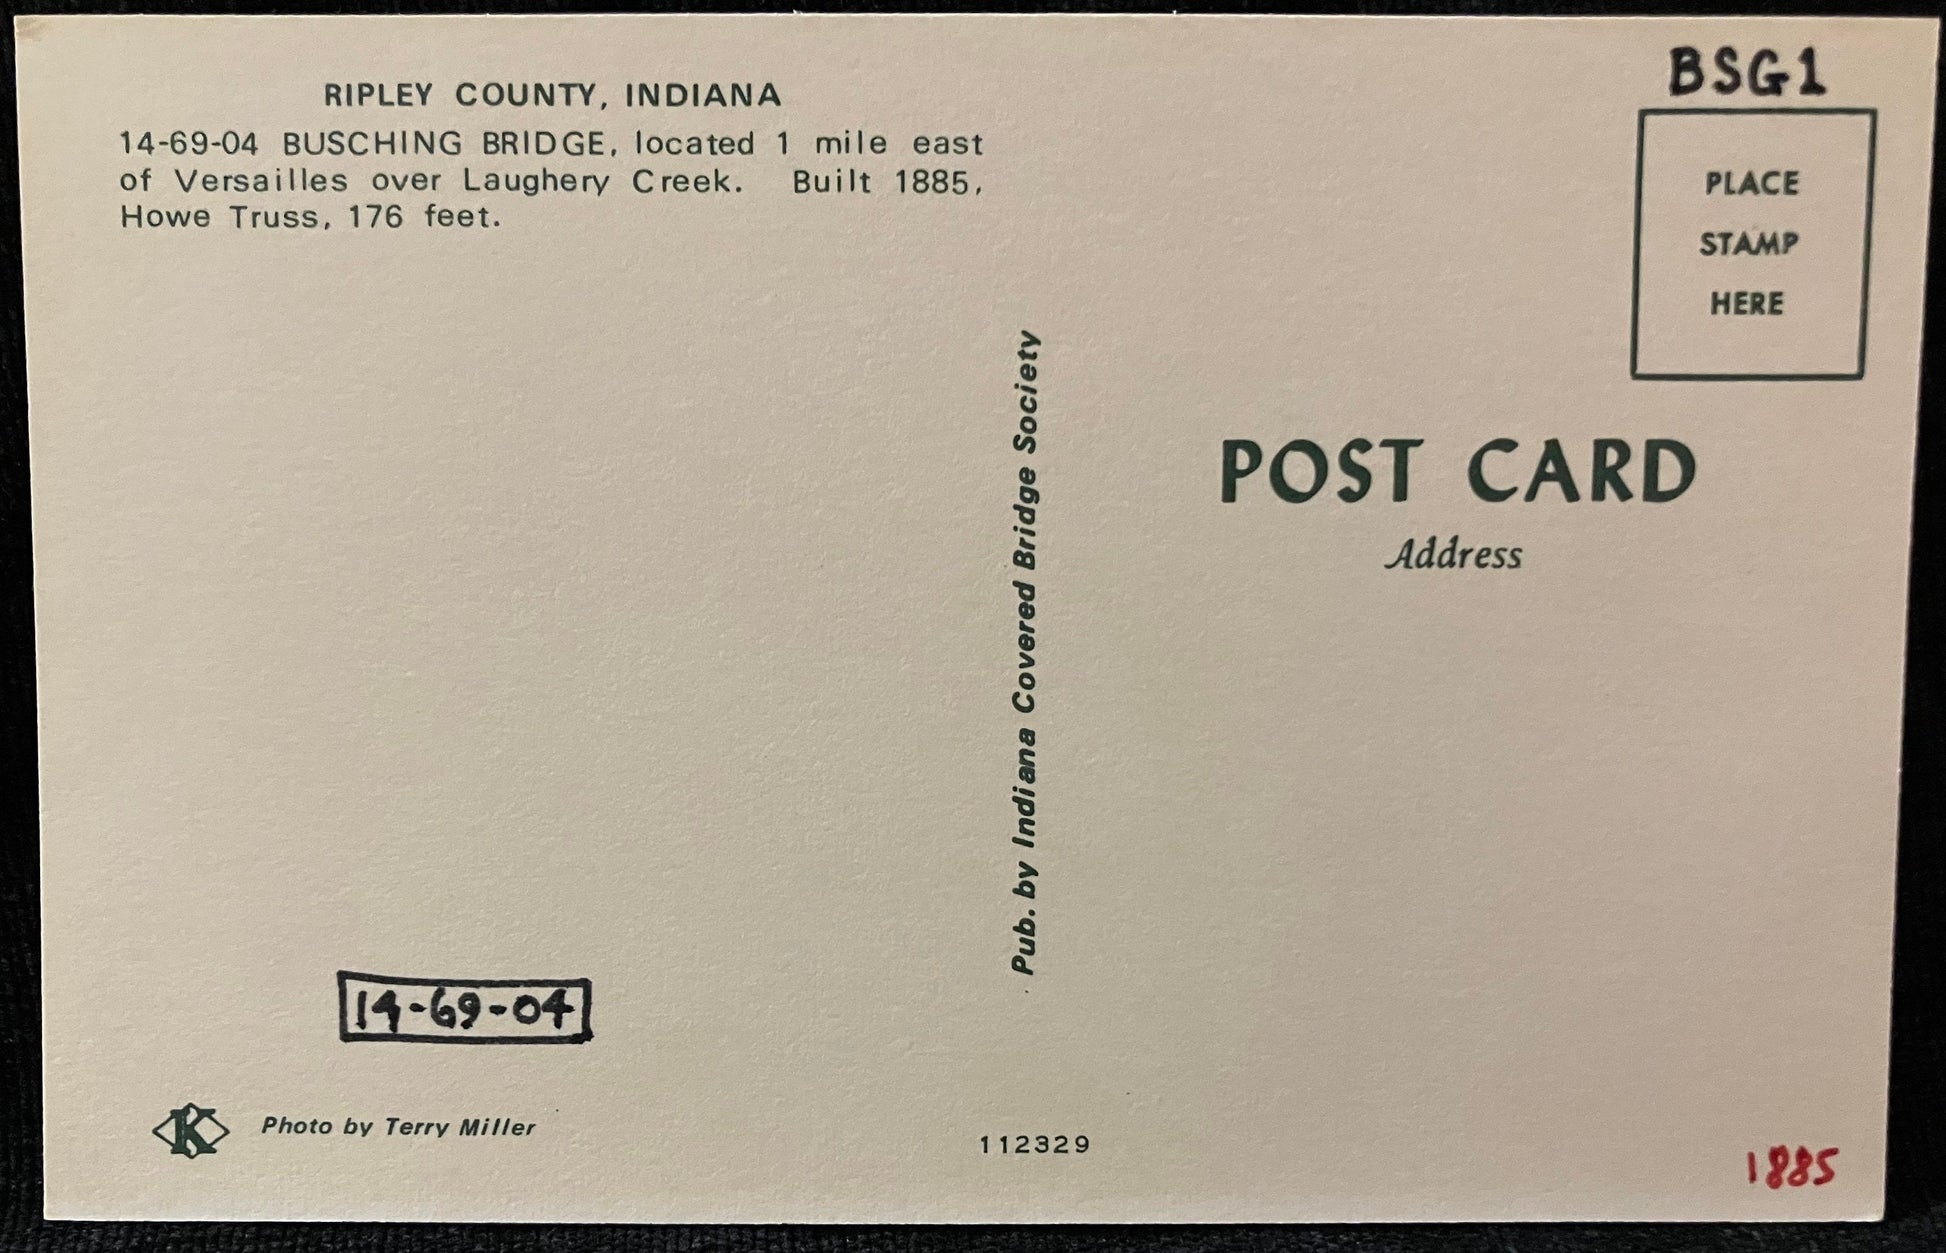 BSG1
RIPLEY COUNTY, INDIANA
14-69-04 BUSCHING BRIDGE, located 1 mile east
of Versailles over Laughery Creek. Built 1885,
Howe Truss, 176 feet.
PLACE
STAMP
HERE
Pub. by Indiana Covered Bridge Society
POST CARD
Address
14-69-04
K
Photo by Terry Miller
112329
1885